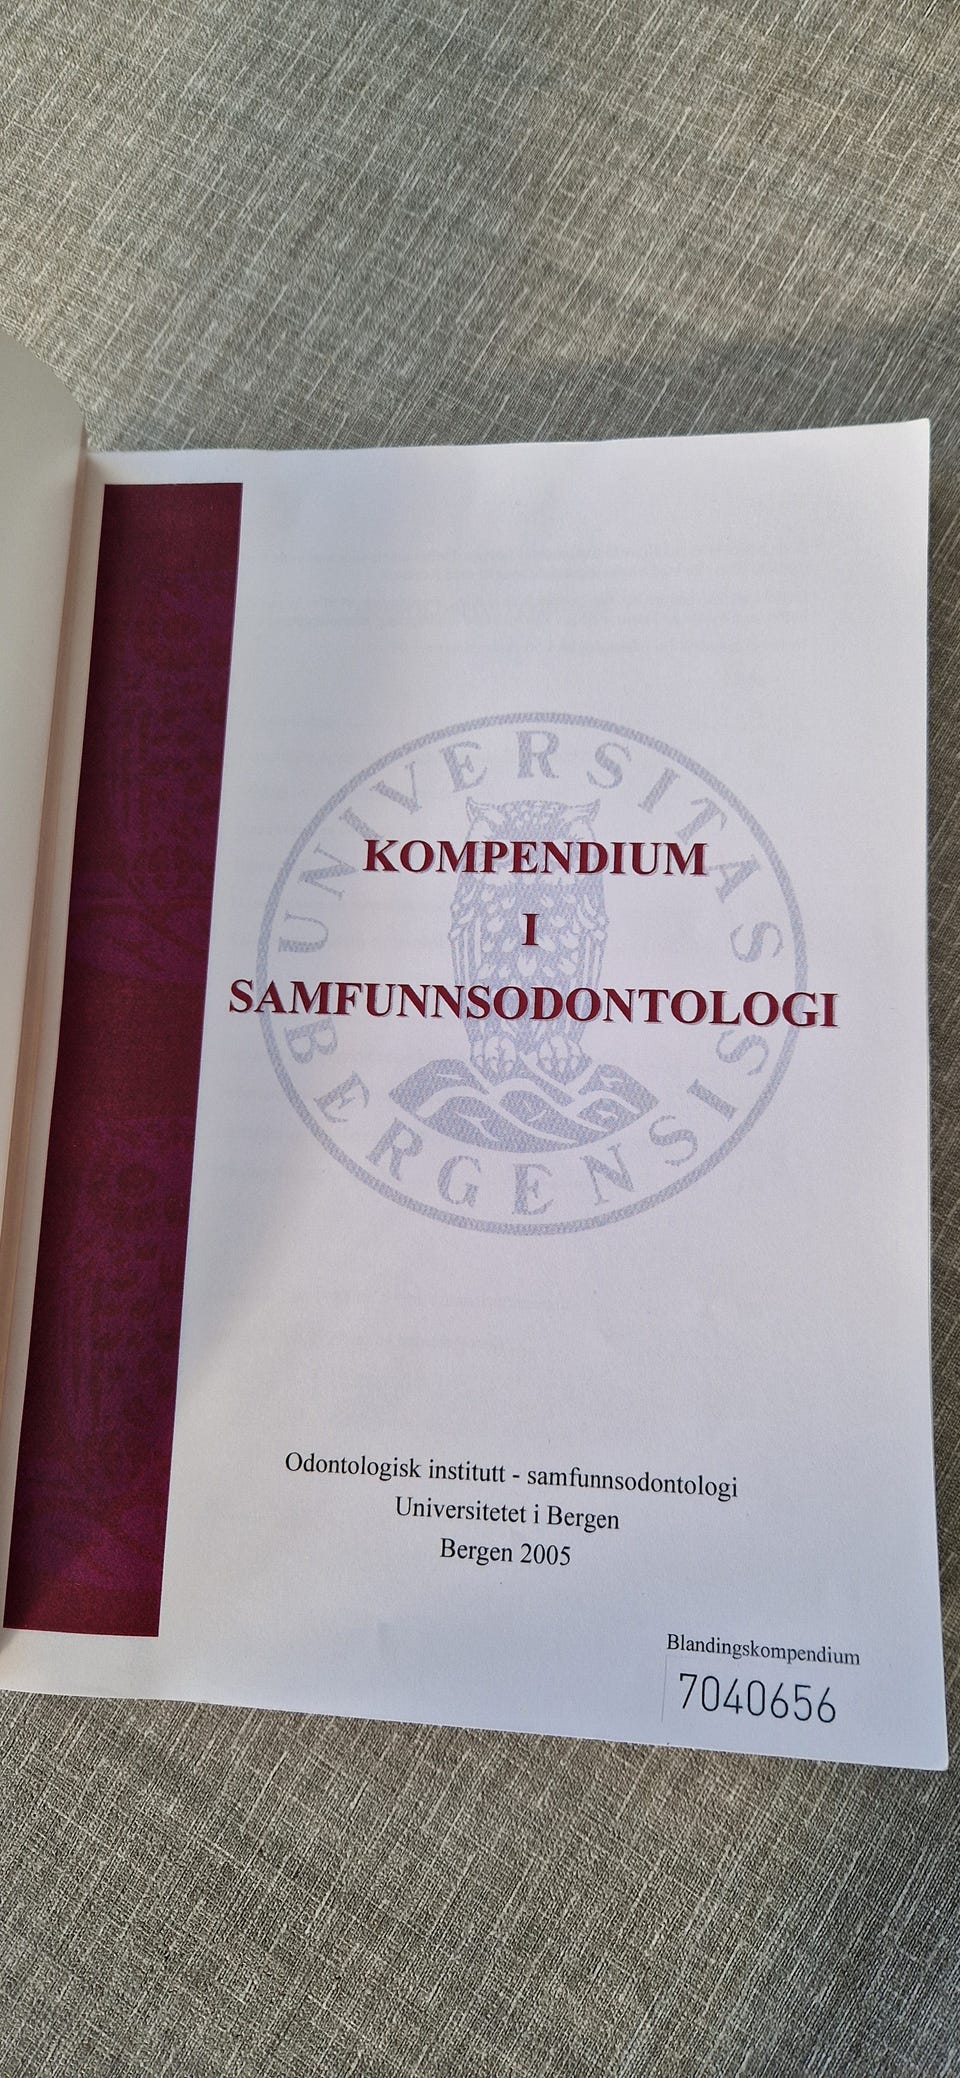 UNIVERSITAS BERGENSIS
KOMPENDIUM
I
SAMFUNNSODONTOLOGI
Odontologisk institutt - samfunnsodontologi
Universitetet i Bergen
Bergen 2005
Blandingskompendium
7040656